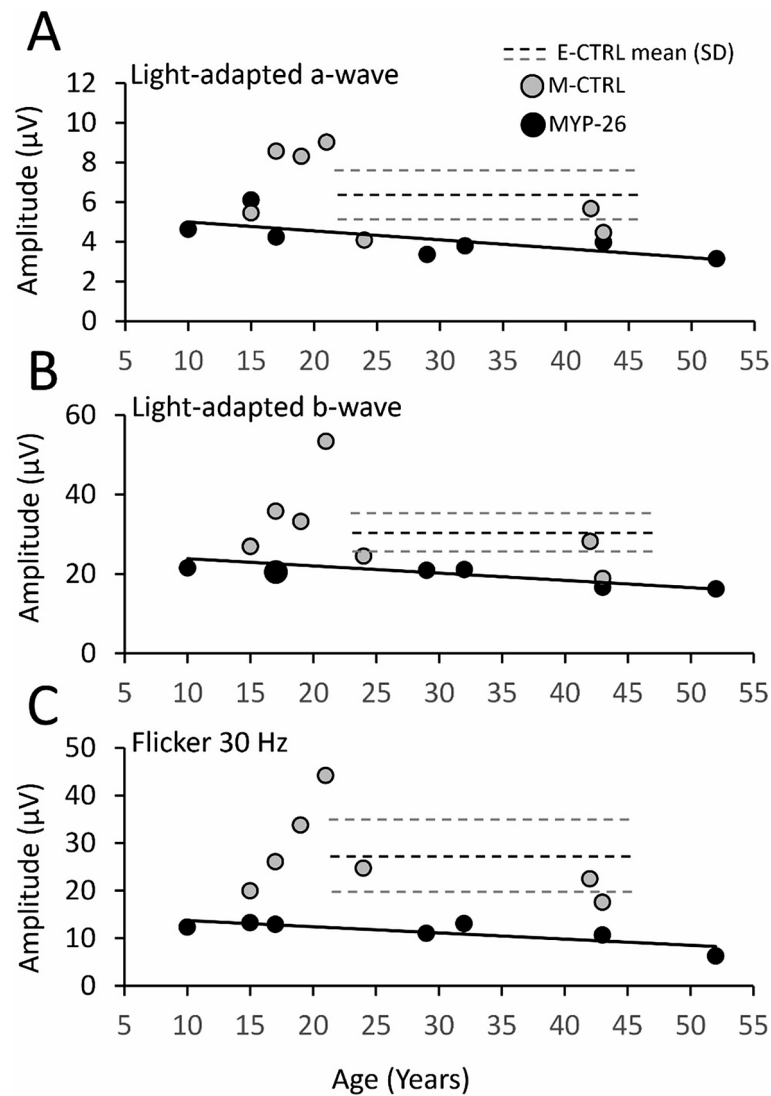 A
E-CTRL mean (SD)
Light-adapted a-wave
M-CTRL
MYP-26
Amplitude (µV)
12
10
8
6
4
2
0
5 10 15 20 25 30 35 40 45 50 55
B
Light-adapted b-wave
Amplitude (µV)
60
40
20
0
5 10 15 20 25 30 35 40 45 50 55
C
Flicker 30 Hz
Amplitude (µV)
50
40
30
20
10
0
5 10 15 20 25 30 35 40 45 50 55
Age (Years)